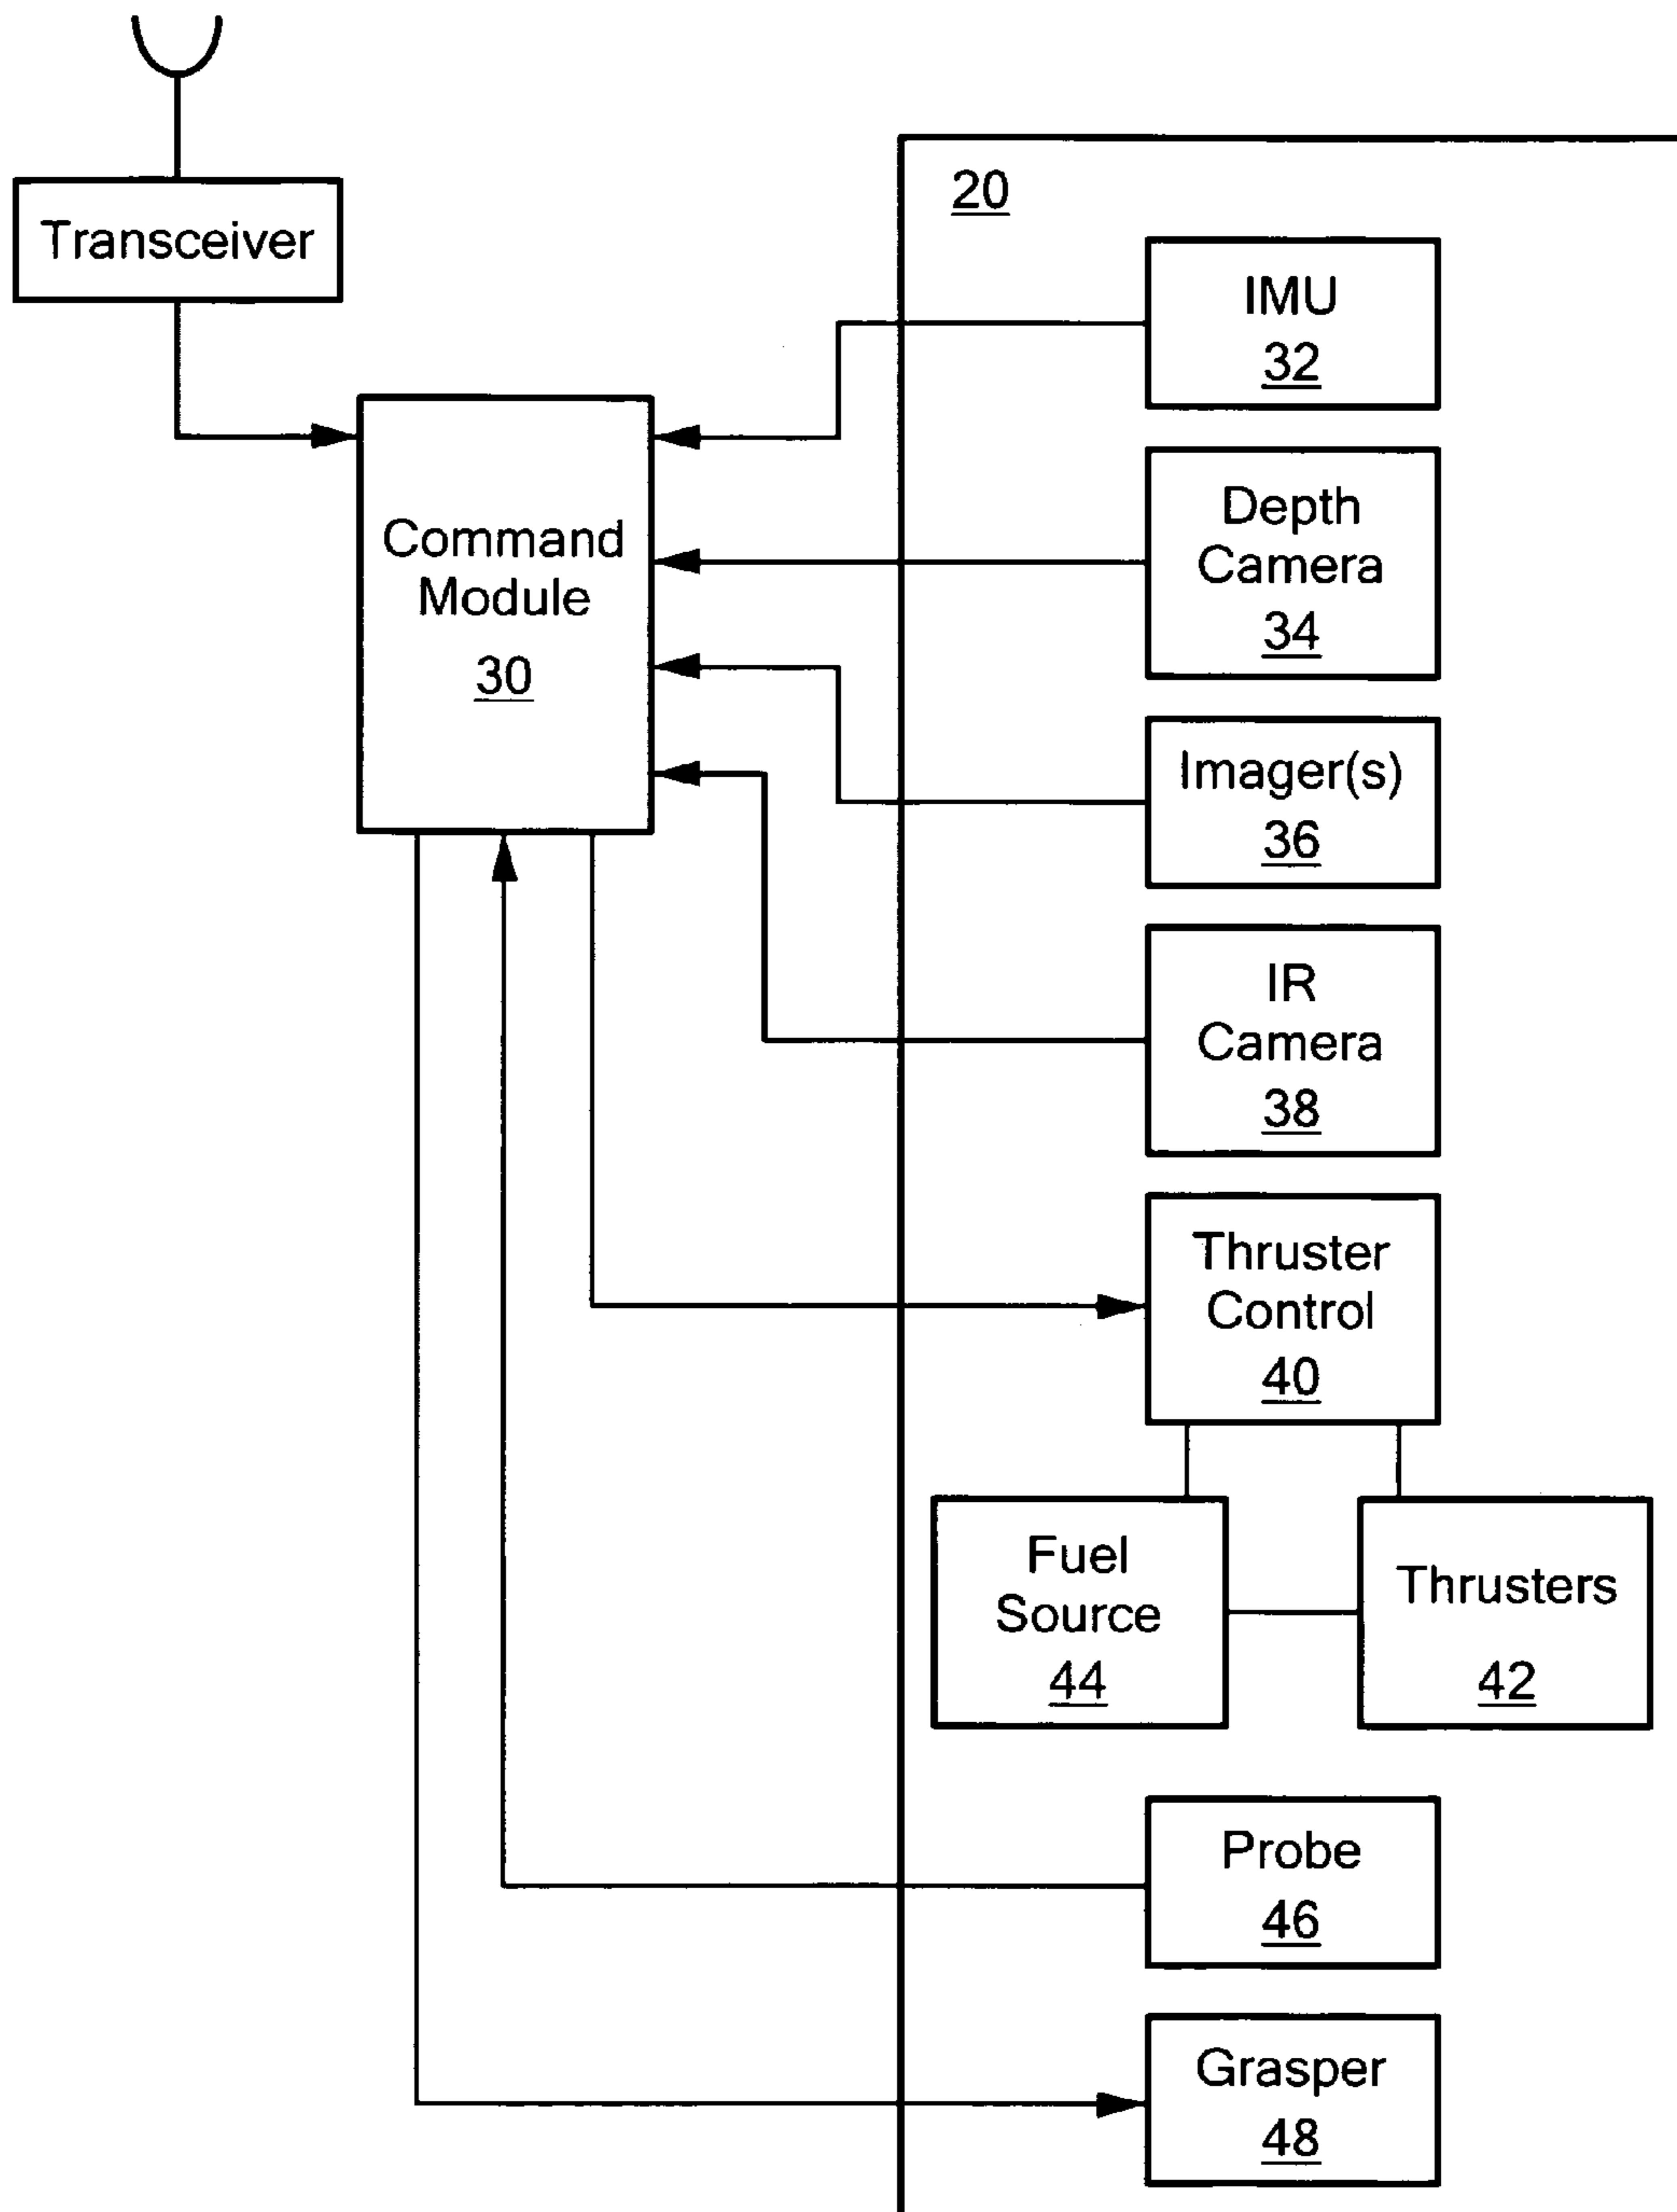 Transceiver
20
IMU
32
Command
Module
30
Depth
Camera
34
Imager(s)
36
IR
Camera
38
Thruster
Control
40
Fuel
Source
44
Thrusters
42
Probe
46
Grasper
48